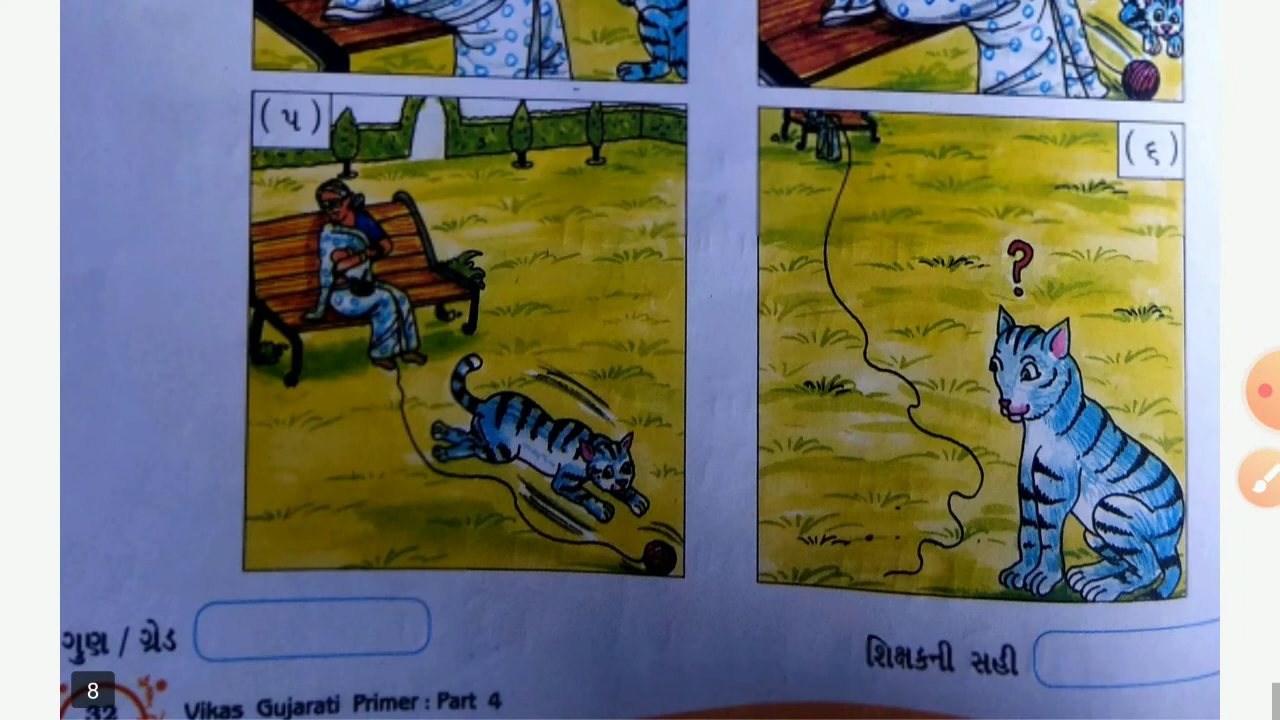 ( ૫ )
( ૬ )
?
ગુણ / ગ્રેડ
શિક્ષકની સહી
8
32
Vikas Gujarati Primer : Part 4